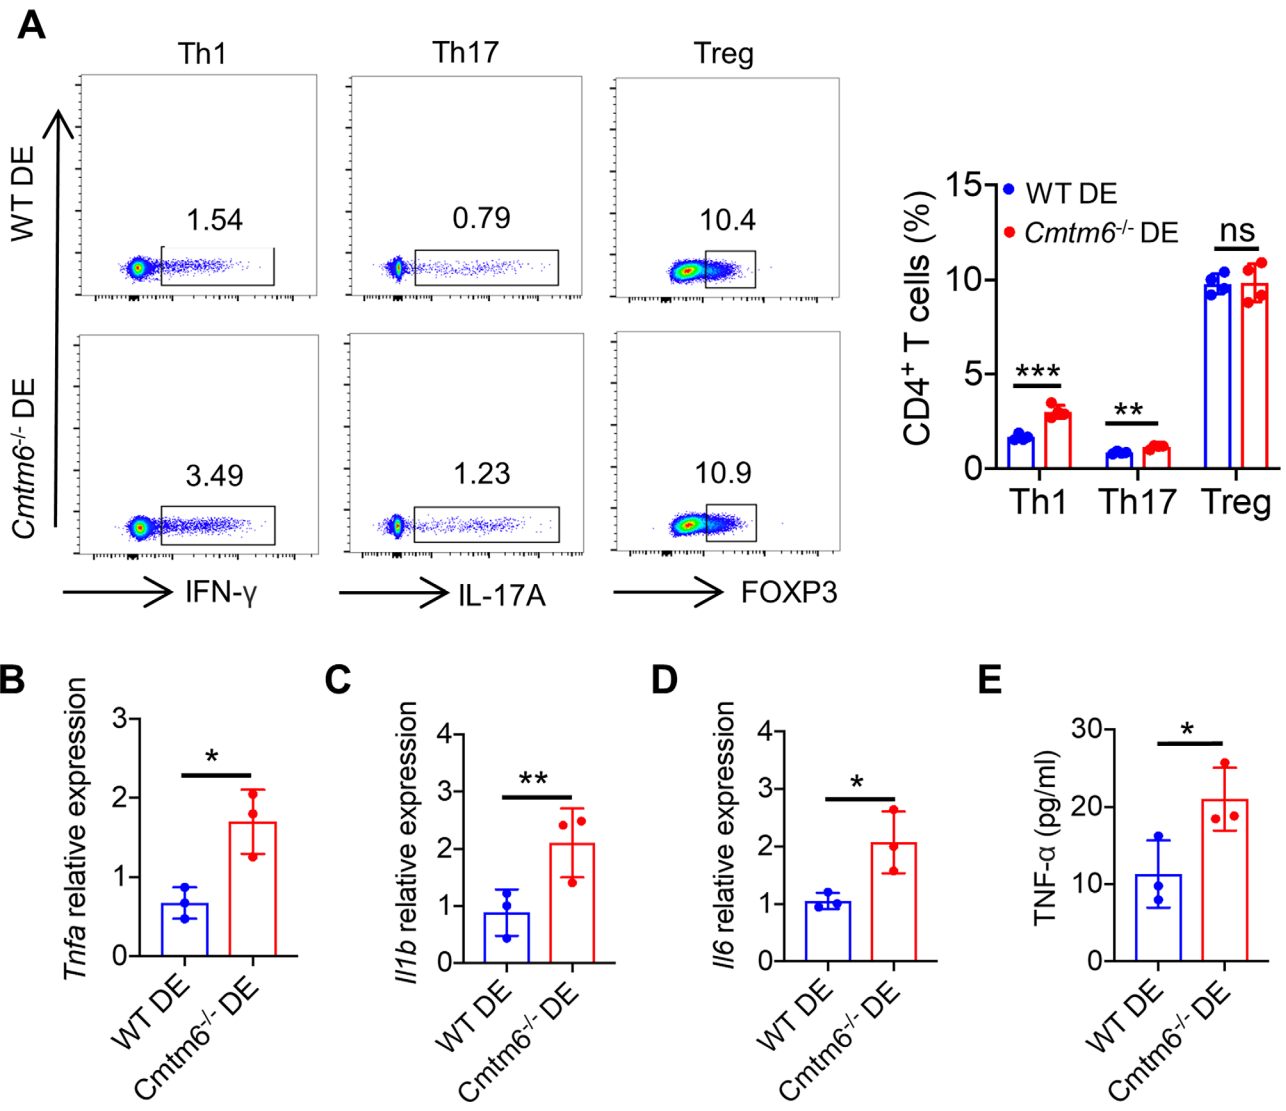 A
Th1
Th17
Treg
WT DE
1.54
0.79
10.4
Cmtm6-/- DE
3.49
1.23
10.9
IFN-γ
IL-17A
FOXP3
CD4+ T cells (%)
15
10
5
0
WT DE
Cmtm6-/- DE
***
**
ns
Th1
Th17
Treg
B
Tnfa relative expression
3
2
1
0
*
WT DE
Cmtm6-/- DE
C
Il1b relative expression
4
3
2
1
0
**
WT DE
Cmtm6-/- DE
D
Il6 relative expression
4
3
2
1
0
*
WT DE
Cmtm6-/- DE
E
TNF-α (pg/ml)
30
20
10
0
*
WT DE
Cmtm6-/- DE